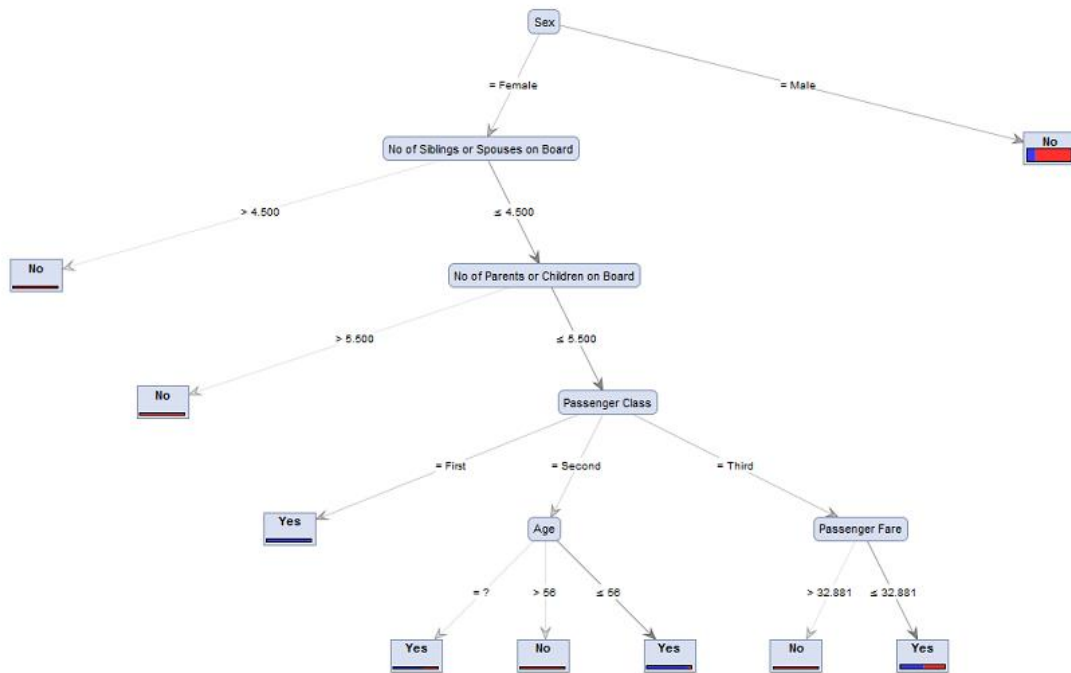 Sex
= Female
= Male
No of Siblings or Spouses on Board
No
> 4.500
≤ 4.500
No
No of Parents or Children on Board
> 5.500
≤ 5.500
No
Passenger Class
= First
= Second
= Third
Yes
Age
Passenger Fare
= ?
> 56
≤ 56
> 32.881
≤ 32.881
Yes
No
Yes
No
Yes